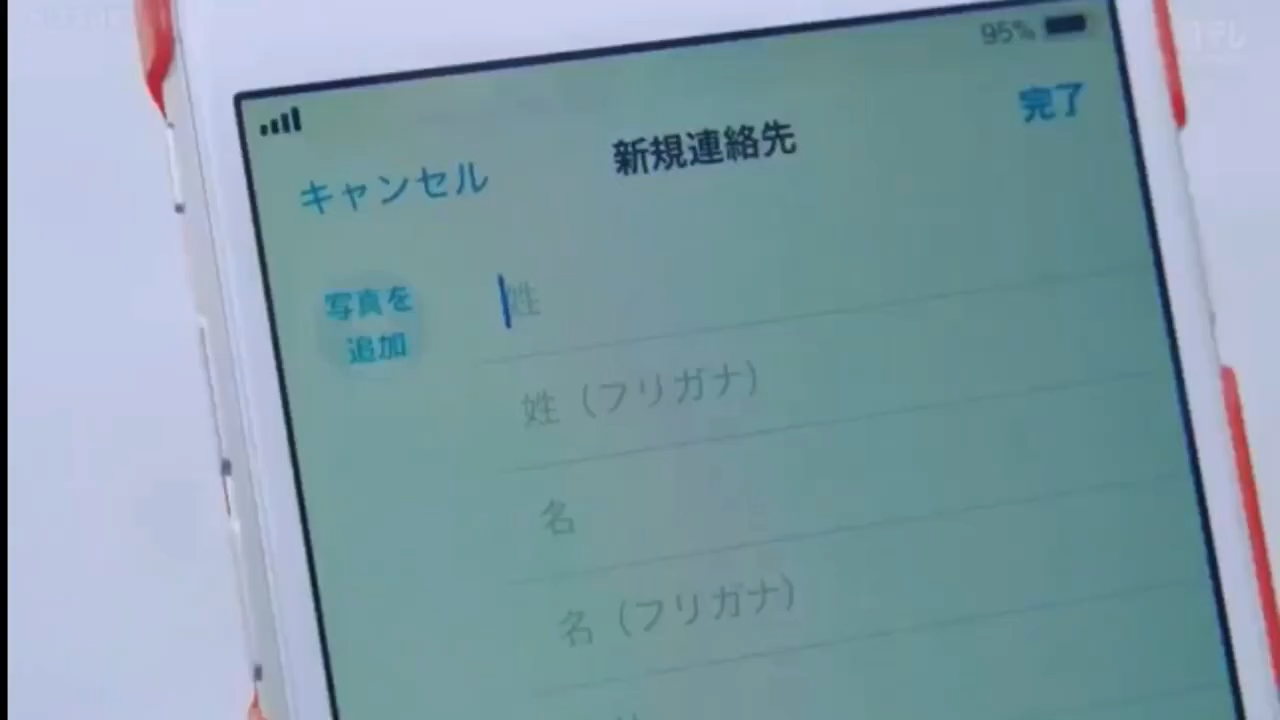 95%
キャンセル 新規連絡先 完了
写真を
追加
姓
姓（フリガナ）
名
名（フリガナ）